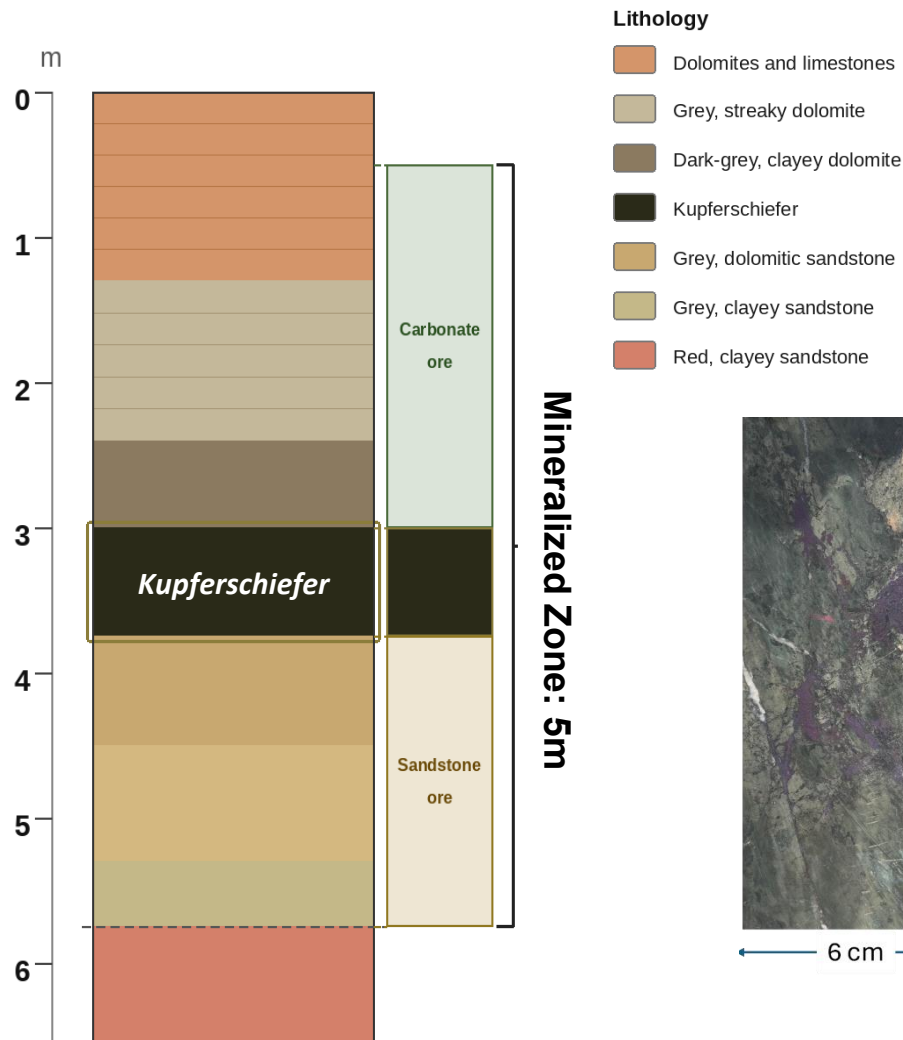 Lithology
m
Dolomites and limestones
0
Grey, streaky dolomite
Dark-grey, clayey dolomite
Kupferschiefer
1
Grey, dolomitic sandstone
Grey, clayey sandstone
Carbonate
ore
Red, clayey sandstone
2
Mineralized Zone: 5m
3
Kupferschiefer
4
Sandstone
ore
5
6
6 cm